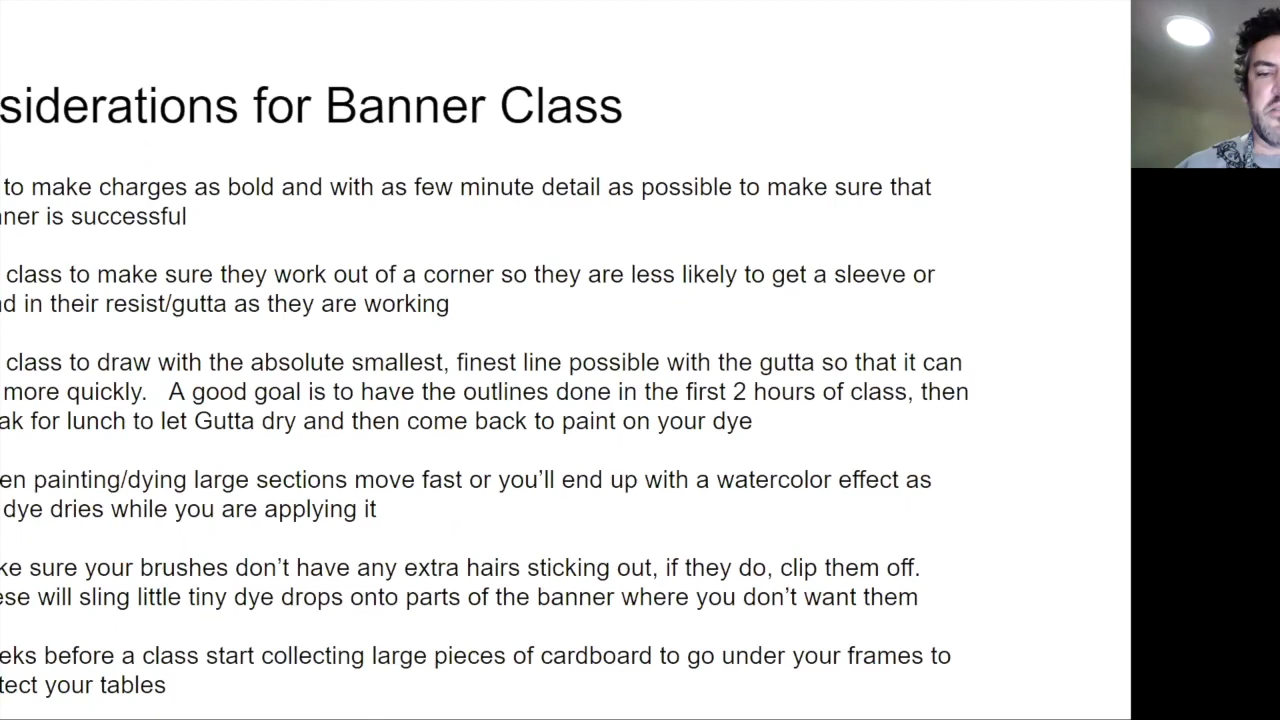 siderations for Banner Class
to make charges as bold and with as few minute detail as possible to make sure that
ner is successful
class to make sure they work out of a corner so they are less likely to get a sleeve or
d in their resist/gutta as they are working
class to draw with the absolute smallest, finest line possible with the gutta so that it can
more quickly. A good goal is to have the outlines done in the first 2 hours of class, then
ak for lunch to let Gutta dry and then come back to paint on your dye
en painting/dying large sections move fast or you’ll end up with a watercolor effect as
dye dries while you are applying it
ke sure your brushes don’t have any extra hairs sticking out, if they do, clip them off.
ese will sling little tiny dye drops onto parts of the banner where you don’t want them
eks before a class start collecting large pieces of cardboard to go under your frames to
tect your tables